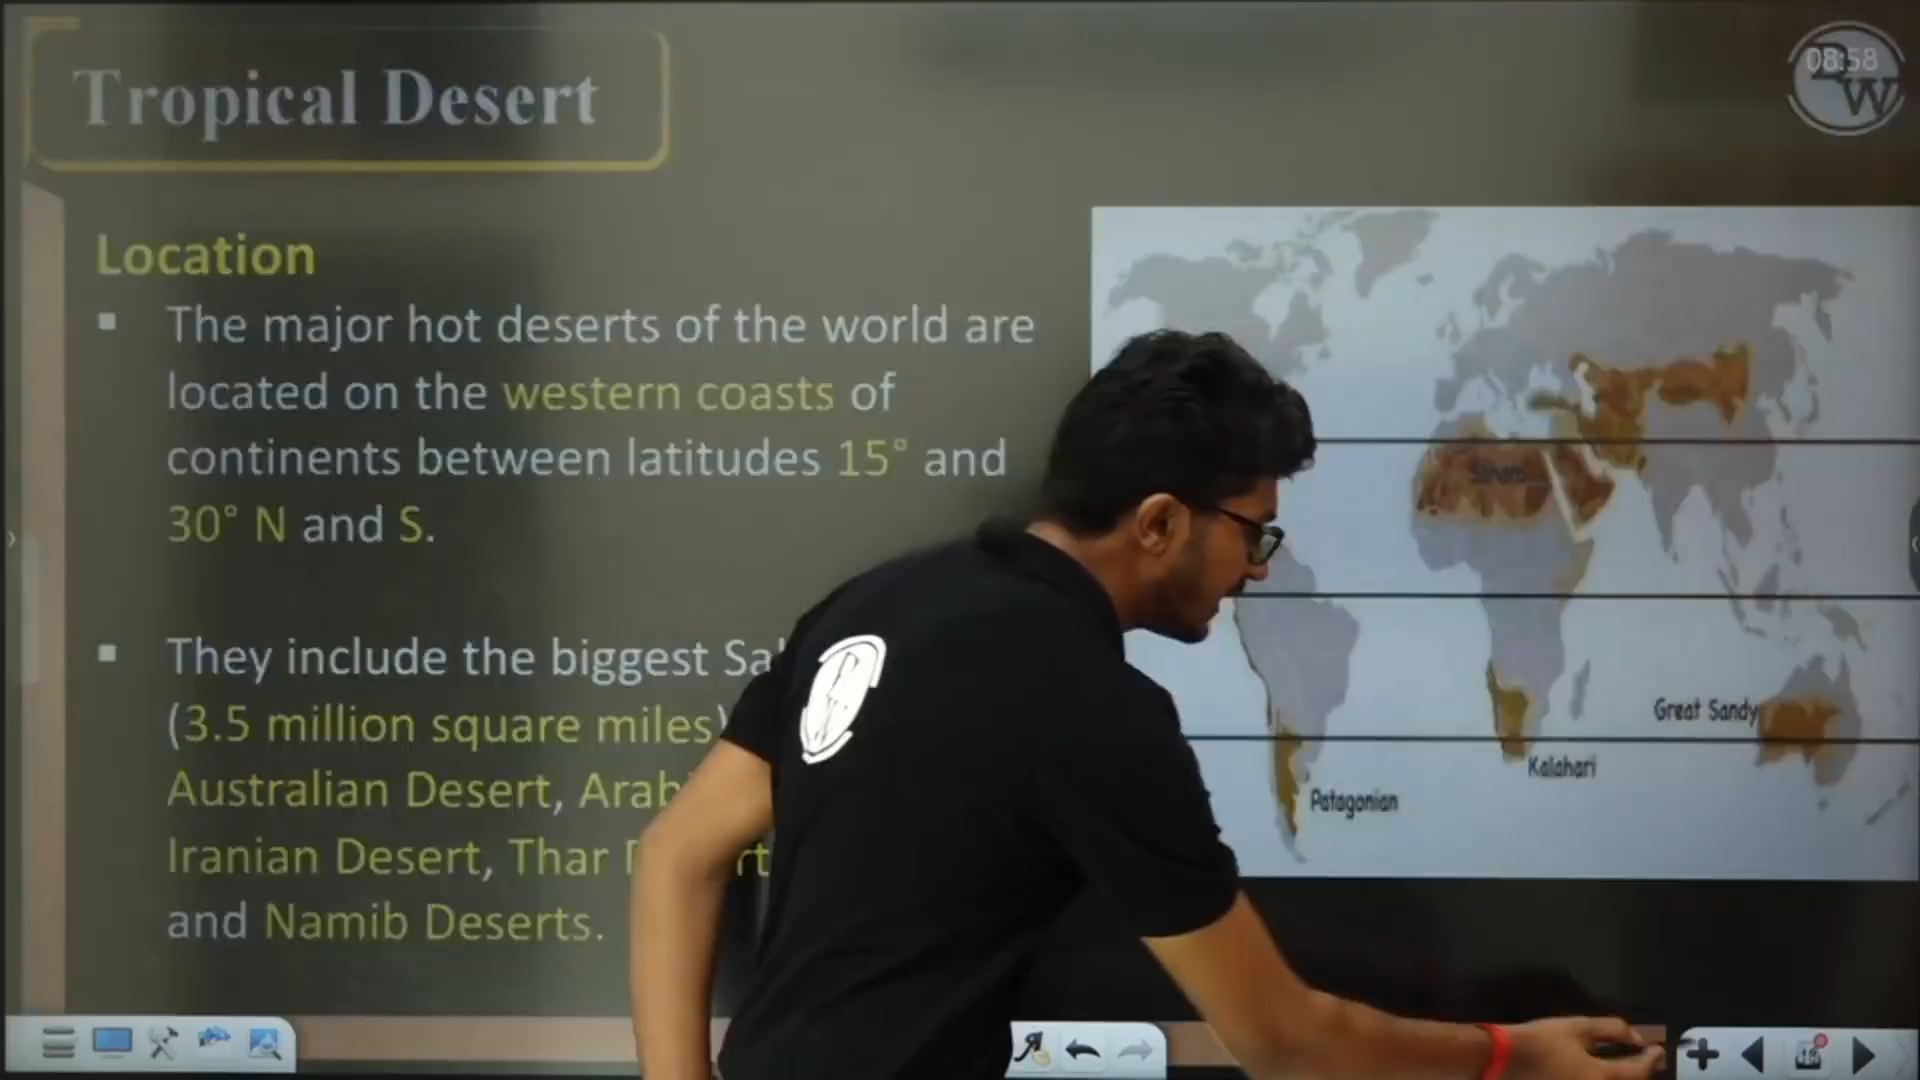 Tropical Desert
08:58
Location
▪ The major hot deserts of the world are
located on the western coasts of
continents between latitudes 15° and
30° N and S.
▪ They include the biggest
(3.5 million square miles)
Australian Desert,
Iranian Desert, Thar
and Namib Deserts.
Great Sandy
Kalahari
Patagonian